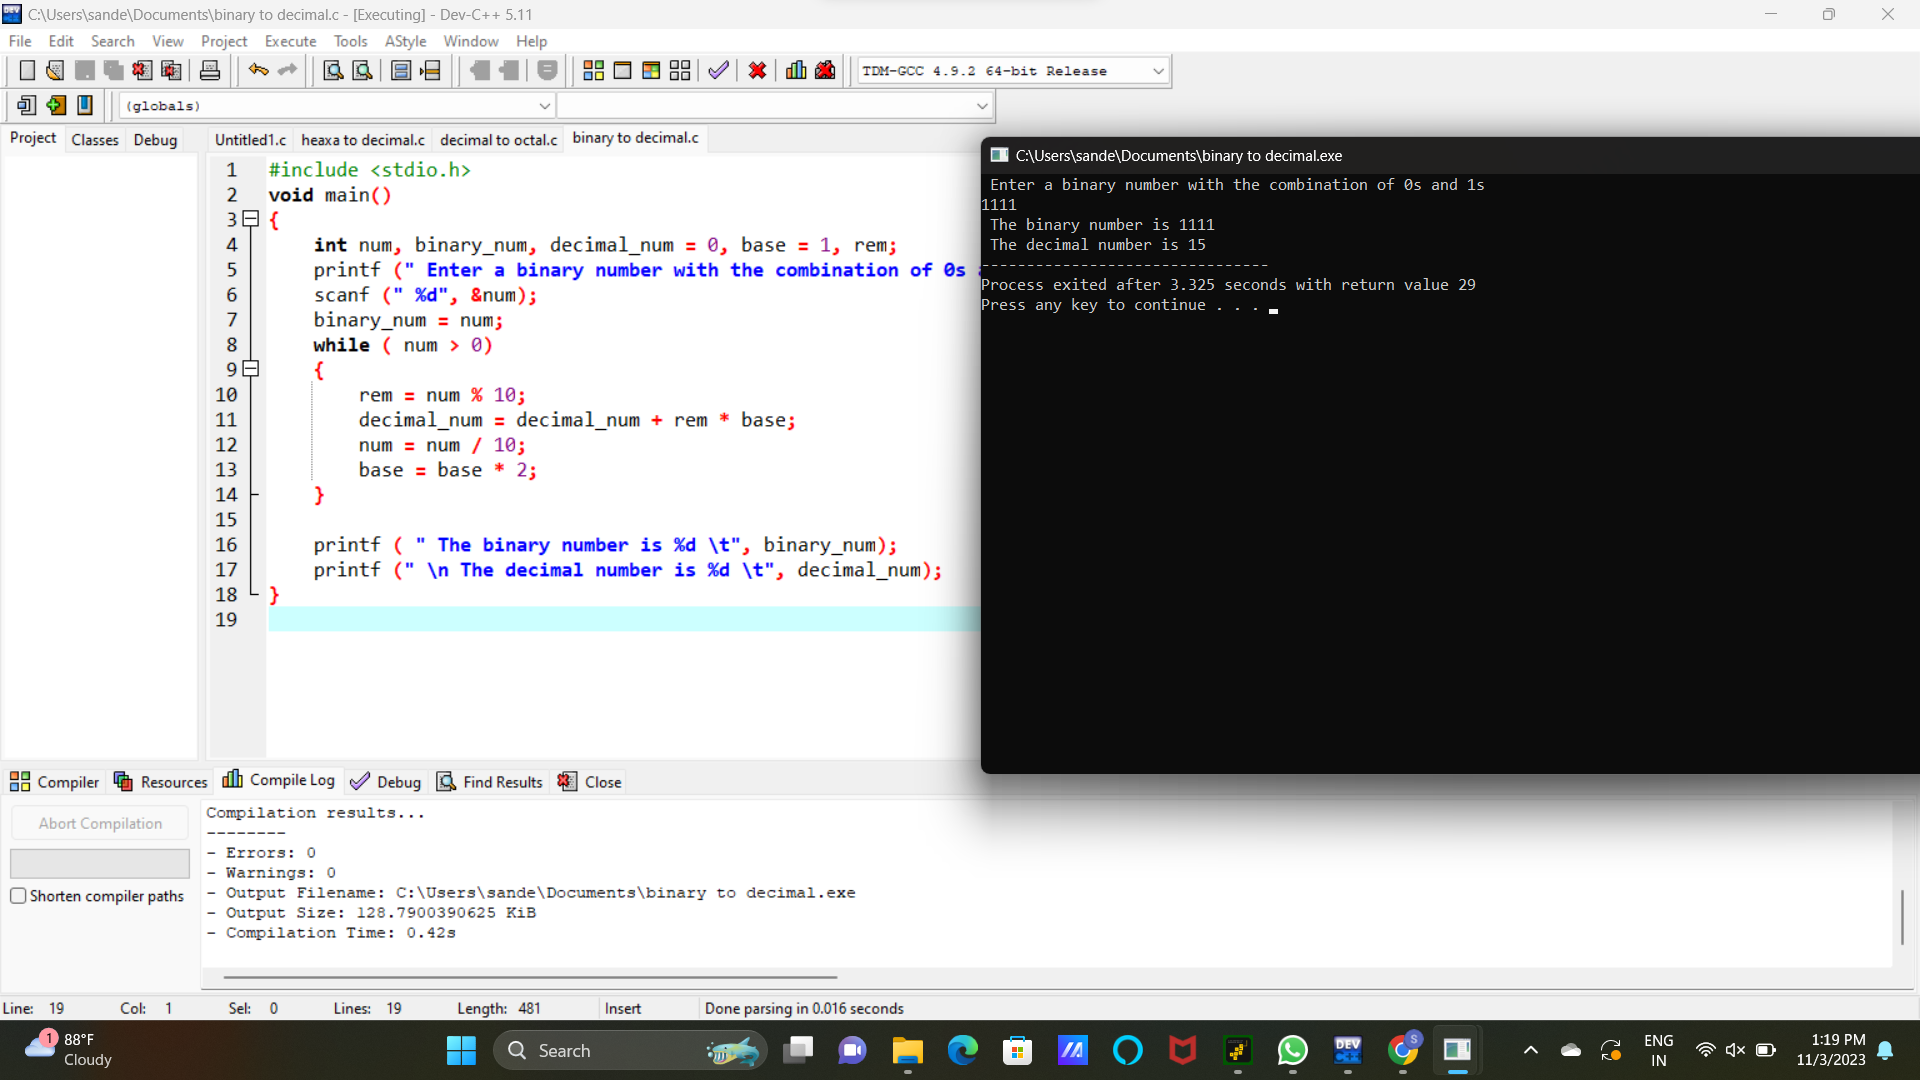 C:\Users\sande\Documents\binary to decimal.c - [Executing] - Dev-C++ 5.11
File Edit Search View Project Execute Tools AStyle Window Help
TDM-GCC 4.9.2 64-bit Release
(globals)
Project Classes Debug
Untitled1.c heaxa to decimal.c decimal to octal.c binary to decimal.c
1 #include <stdio.h>
2 void main()
3 {
4 int num, binary_num, decimal_num = 0, base = 1, rem;
5 printf (" Enter a binary number with the combination of 0s
6 scanf (" %d", &num);
7 binary_num = num;
8 while ( num > 0)
9 {
10 rem = num % 10;
11 decimal_num = decimal_num + rem * base;
12 num = num / 10;
13 base = base * 2;
14 }
15
16 printf ( " The binary number is %d \t", binary_num);
17 printf (" \n The decimal number is %d \t", decimal_num);
18 }
19
C:\Users\sande\Documents\binary to decimal.exe
Enter a binary number with the combination of 0s and 1s
1111
The binary number is 1111
The decimal number is 15
--------------------------------
Process exited after 3.325 seconds with return value 29
Press any key to continue . . .
Compiler Resources Compile Log Debug Find Results Close
Abort Compilation
Shorten compiler paths
Compilation results...
--------
- Errors: 0
- Warnings: 0
- Output Filename: C:\Users\sande\Documents\binary to decimal.exe
- Output Size: 128.7900390625 KiB
- Compilation Time: 0.42s
Line: 19 Col: 1 Sel: 0 Lines: 19 Length: 481 Insert Done parsing in 0.016 seconds
1
88°F
Cloudy
Search
DEV
C++
S
ENG
IN
1:19 PM
11/3/2023